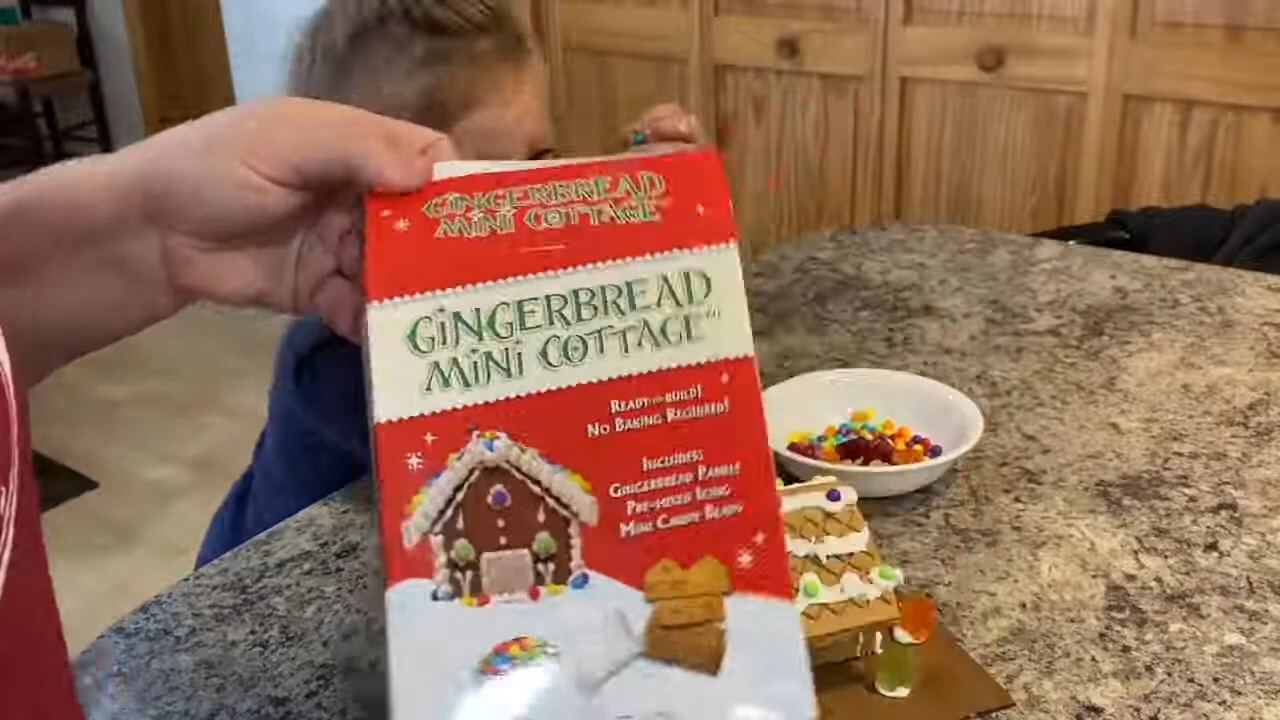 GINGERBREAD
MINI COTTAGE
GINGERBREAD
MINI COTTAGE
READY-TO-BUILD!
NO BAKING REQUIRED!
INCLUDES:
GINGERBREAD PANELS
PRE-MIXED ICING
MINI CANDY BEADS